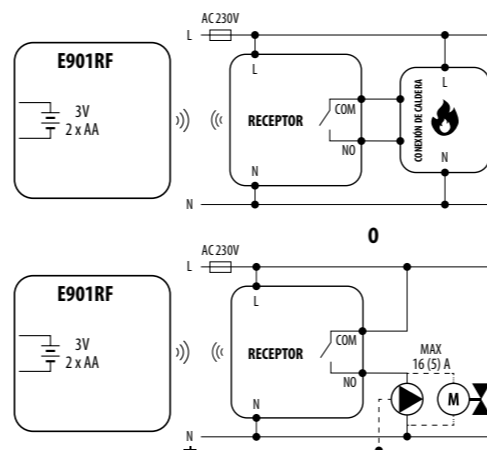 AC 230V
L
E901RF
3V
2 x AA
L
RECEPTOR
COM
NO
N
L
CONEXIÓN DE CALDERA
N
N
O
AC 230V
L
E901RF
3V
2 x AA
L
RECEPTOR
COM
NO
N
MAX
16 (5) A
M
N